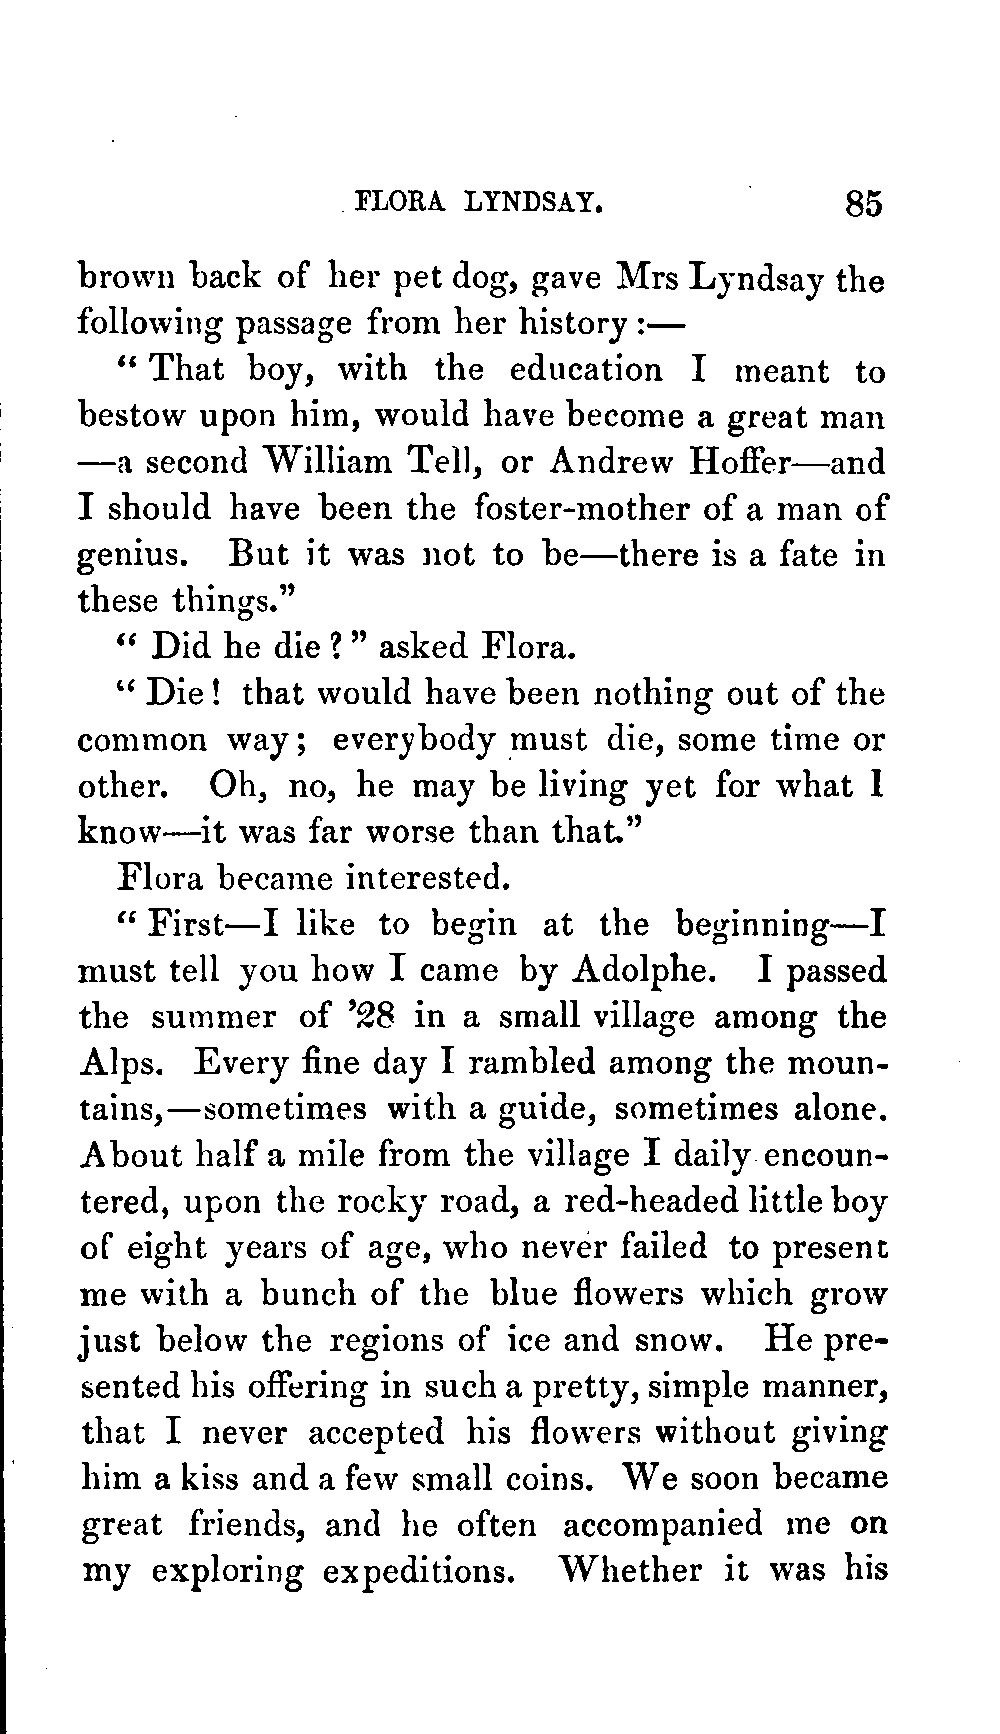 FLORA LYNDSAY. 85
brown back of her pet dog, gave Mrs Lyndsay the
following passage from her history :—
“ That boy, with the education I meant to
bestow upon him, would have become a great man
—a second William Tell, or Andrew Hoffer—and
I should have been the foster-mother of a man of
genius. But it was not to be—there is a fate in
these things.”
“ Did he die ? ” asked Flora.
“ Die ! that would have been nothing out of the
common way ; everybody must die, some time or
other. Oh, no, he may be living yet for what I
know—it was far worse than that.”
Flora became interested.
“ First—I like to begin at the beginning—I
must tell you how I came by Adolphe. I passed
the summer of ’28 in a small village among the
Alps. Every fine day I rambled among the moun-
tains,—sometimes with a guide, sometimes alone.
About half a mile from the village I daily encoun-
tered, upon the rocky road, a red-headed little boy
of eight years of age, who never failed to present
me with a bunch of the blue flowers which grow
just below the regions of ice and snow. He pre-
sented his offering in such a pretty, simple manner,
that I never accepted his flowers without giving
him a kiss and a few small coins. We soon became
great friends, and he often accompanied me on
my exploring expeditions. Whether it was his